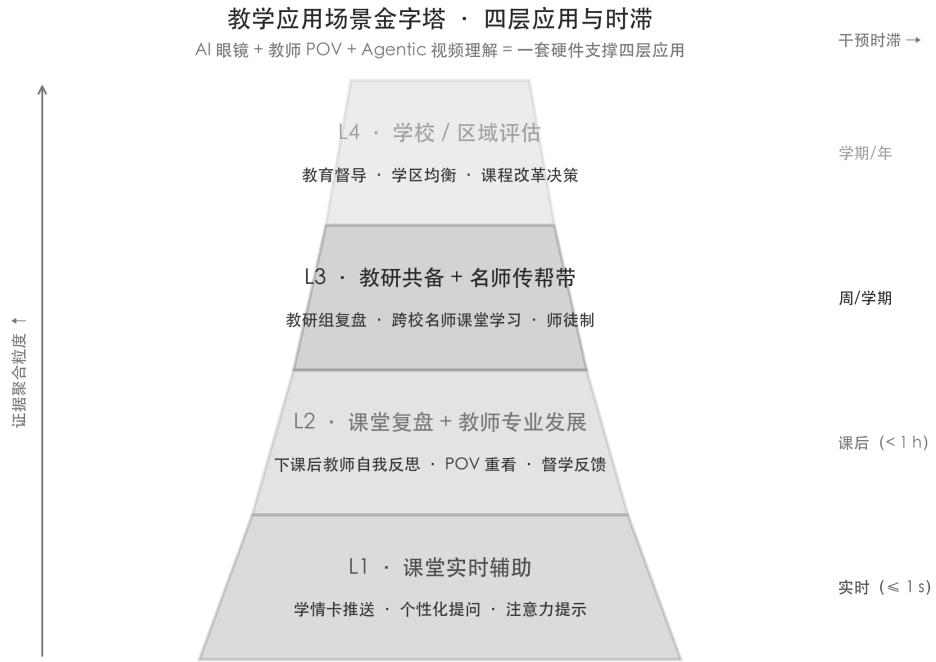 教学应用场景金字塔 · 四层应用与时滞
AI 眼镜 + 教师 POV + Agentic 视频理解 = 一套硬件支撑四层应用
干预时滞 →
L4 · 学校 / 区域评估
学期/年
教育督导 · 学区均衡 · 课程改革决策
L3 · 教研共备 + 名师传帮带
周/学期
教研组复盘 · 跨校名师课堂学习 · 师徒制
证据聚合粒度 ↑
L2 · 课堂复盘 + 教师专业发展
课后 (< 1 h)
下课后教师自我反思 · POV 重看 · 督学反馈
L1 · 课堂实时辅助
实时 (⩽ 1 s)
学情卡推送 · 个性化提问 · 注意力提示